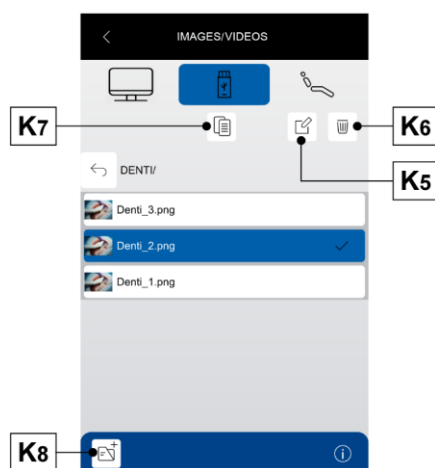 IMAGES/VIDEOS
K7
K6
K5
DENTI/
Denti_3.png
Denti_2.png
Denti_1.png
K8